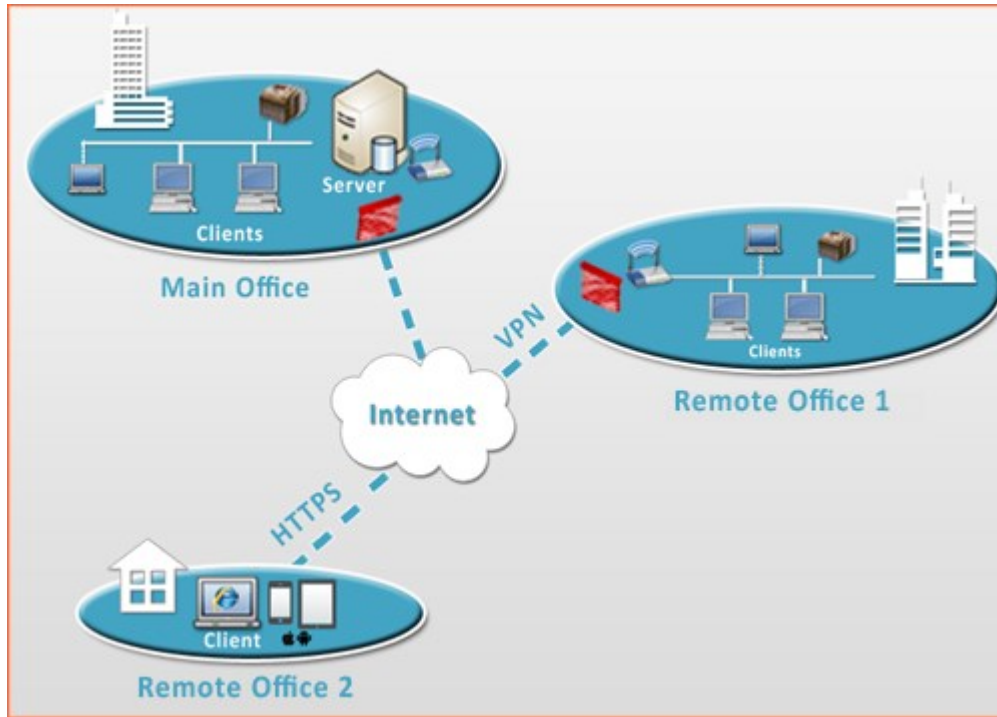 Server
Clients
Main Office
VPN
Clients
Remote Office 1
Internet
HTTPS
Client
Remote Office 2